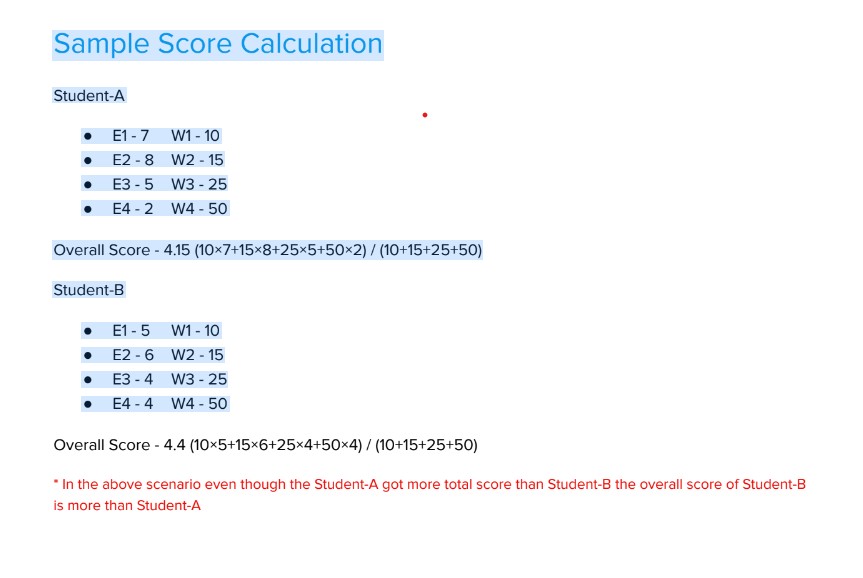 Sample Score Calculation
Student-A
● E1 - 7 W1 - 10
● E2 - 8 W2 - 15
● E3 - 5 W3 - 25
● E4 - 2 W4 - 50
Overall Score - 4.15 (10×7+15×8+25×5+50×2) / (10+15+25+50)
Student-B
● E1 - 5 W1 - 10
● E2 - 6 W2 - 15
● E3 - 4 W3 - 25
● E4 - 4 W4 - 50
Overall Score - 4.4 (10×5+15×6+25×4+50×4) / (10+15+25+50)
* In the above scenario even though the Student-A got more total score than Student-B the overall score of Student-B
is more than Student-A